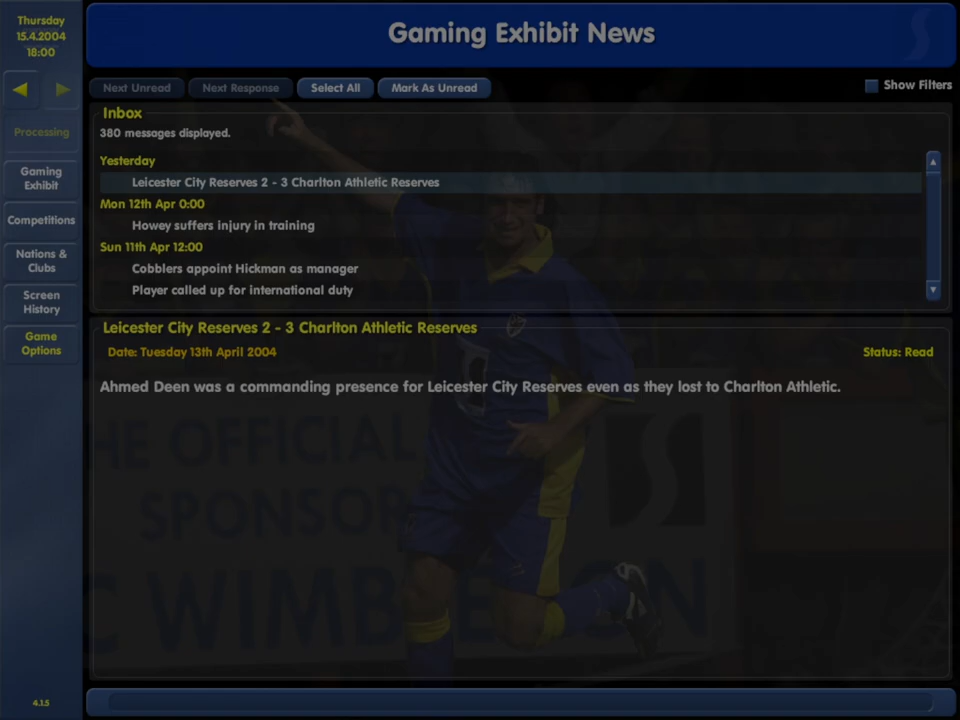 Thursday
15.4.2004
18:00
Gaming Exhibit News
Next Unread
Next Response
Select All
Mark As Unread
Show Filters
Processing
Gaming
Exhibit
Competitions
Nations &
Clubs
Screen
History
Game
Options
Inbox
380 messages displayed.
Yesterday
Leicester City Reserves 2 - 3 Charlton Athletic Reserves
Mon 12th Apr 0:00
Howey suffers injury in training
Sun 11th Apr 12:00
Cobblers appoint Hickman as manager
Player called up for international duty
Leicester City Reserves 2 - 3 Charlton Athletic Reserves
Date: Tuesday 13th April 2004
Status: Read
Ahmed Deen was a commanding presence for Leicester City Reserves even as they lost to Charlton Athletic.
HE OFFICIAL
SPONSOR
C WIMB
ON
4.1.5